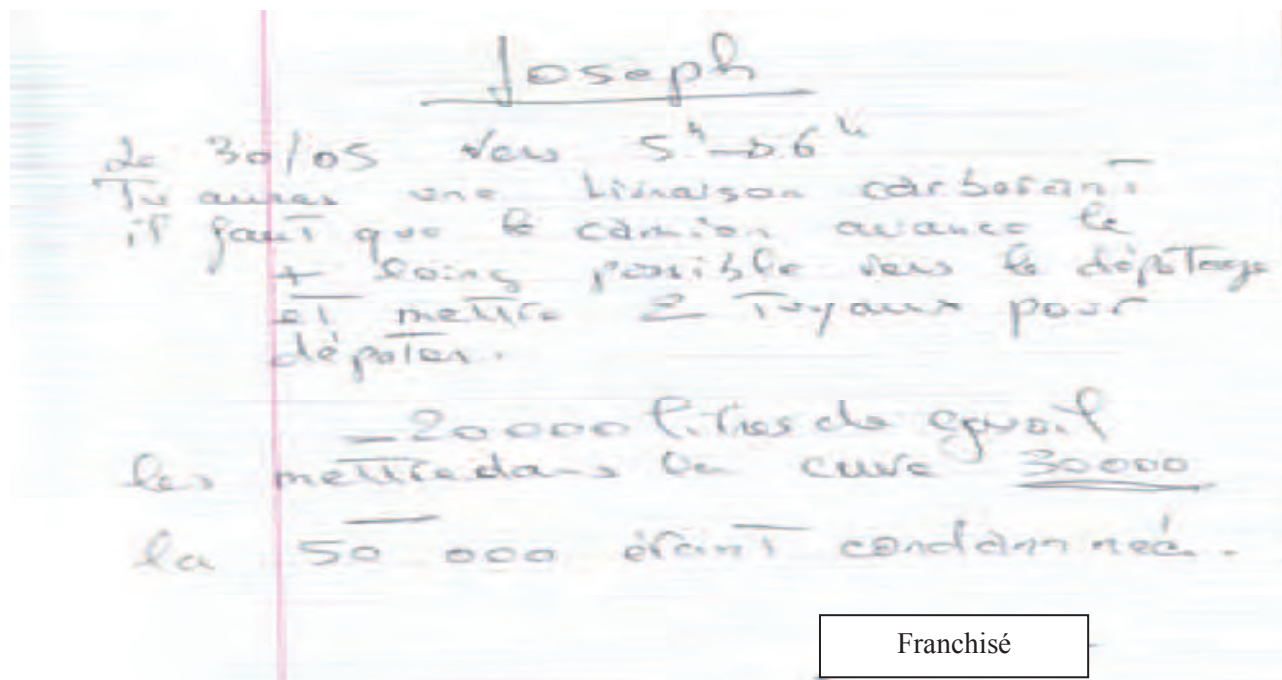 Joseph
Le 30/05 vers 5h → 6h
Tu auras une livraison carburant
il faut que le camion avance le
+ loing possible vers le dépotage
et mettre 2 Tuyaux pour
dépoter.
- 20000 litres de gasoil
les mettre dans la cuve 30000
la 50 000 étant condamnée.
Franchisé